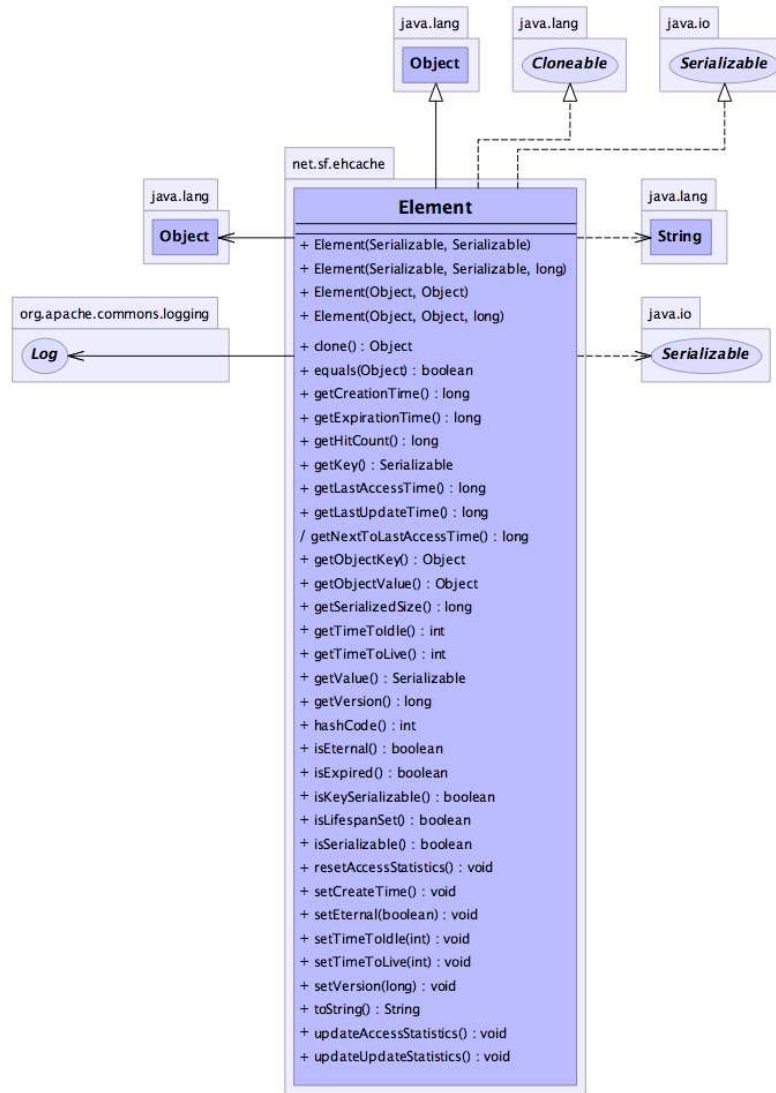 java.lang
java.lang
java.io
Object
Cloneable
Serializable
net.sf.ehcache
java.lang
Element
java.lang
Object
String
+ Element(Serializable, Serializable)
+ Element(Serializable, Serializable, long)
+ Element(Object, Object)
+ Element(Object, Object, long)
org.apache.commons.logging
java.io
Log
Serializable
+ clone() : Object
+ equals(Object) : boolean
+ getCreationTime() : long
+ getExpirationTime() : long
+ getHitCount() : long
+ getKey() : Serializable
+ getLastAccessTime() : long
+ getLastUpdateTime() : long
/ getNextToLastAccessTime() : long
+ getObjectKey() : Object
+ getObjectValue() : Object
+ getSerializedSize() : long
+ getTimeToIdle() : int
+ getTimeToLive() : int
+ getValue() : Serializable
+ getVersion() : long
+ hashCode() : int
+ isEternal() : boolean
+ isExpired() : boolean
+ isKeySerializable() : boolean
+ isLifespanSet() : boolean
+ isSerializable() : boolean
+ resetAccessStatistics() : void
+ setCreateTime() : void
+ setEternal(boolean) : void
+ setTimeToIdle(int) : void
+ setTimeToLive(int) : void
+ setVersion(long) : void
+ toString() : String
+ updateAccessStatistics() : void
+ updateUpdateStatistics() : void